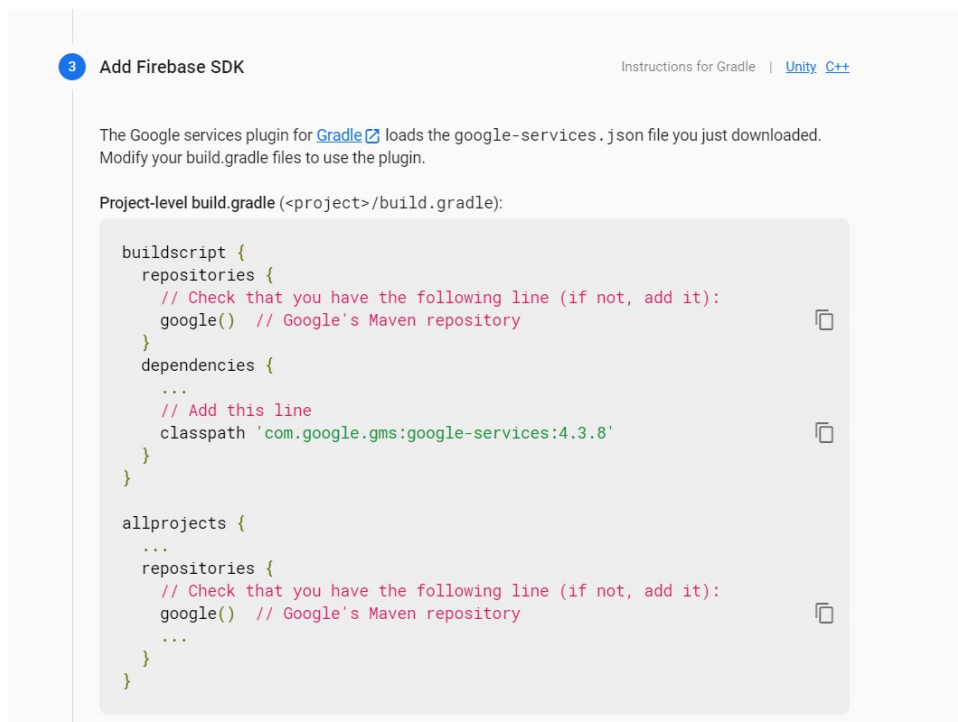 3 Add Firebase SDK Instructions for Gradle | Unity C++
The Google services plugin for Gradle loads the google-services.json file you just downloaded.
Modify your build.gradle files to use the plugin.
Project-level build.gradle (<project>/build.gradle):
buildscript {
  repositories {
    // Check that you have the following line (if not, add it):
    google()  // Google's Maven repository
  }
  dependencies {
    ...
    // Add this line
    classpath 'com.google.gms:google-services:4.3.8'
  }
}
allprojects {
  ...
  repositories {
    // Check that you have the following line (if not, add it):
    google()  // Google's Maven repository
    ...
  }
}